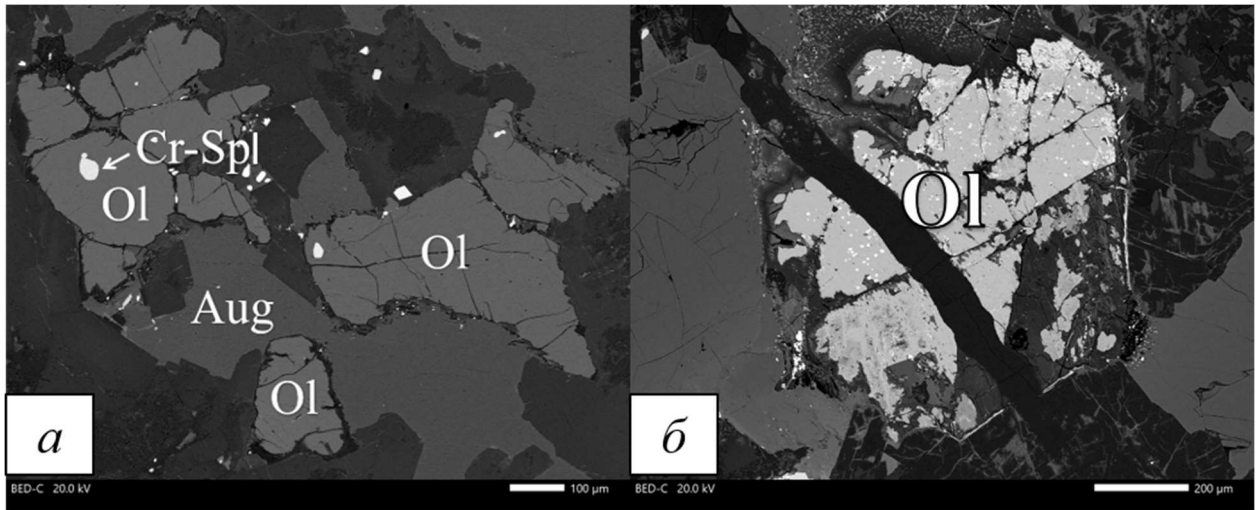 Cr-Spl
Ol
Ol
Aug
Ol
а
BED-C 20.0 kV 100 µm
Ol
б
BED-C 20.0 kV 200 µm